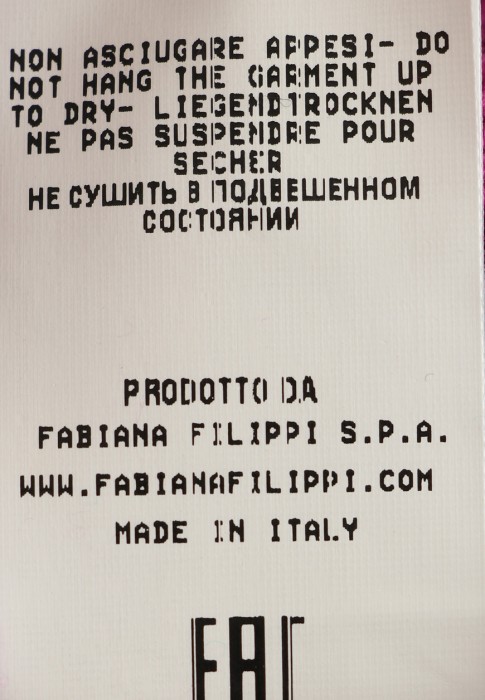 NON ASCIUGARE APPESI- DO
NOT HANG THE GARMENT UP
TO DRY- LIEGENDTROCKNEN
NE PAS SUSPENDRE POUR
SECHER
НЕ СУШИТЬ В ПОДВЕШЕННОМ
СОСТОЯНИИ
PRODOTTO DA
FABIANA FILIPPI S.P.A.
WWW.FABIANAFILIPPI.COM
MADE IN ITALY
EAC